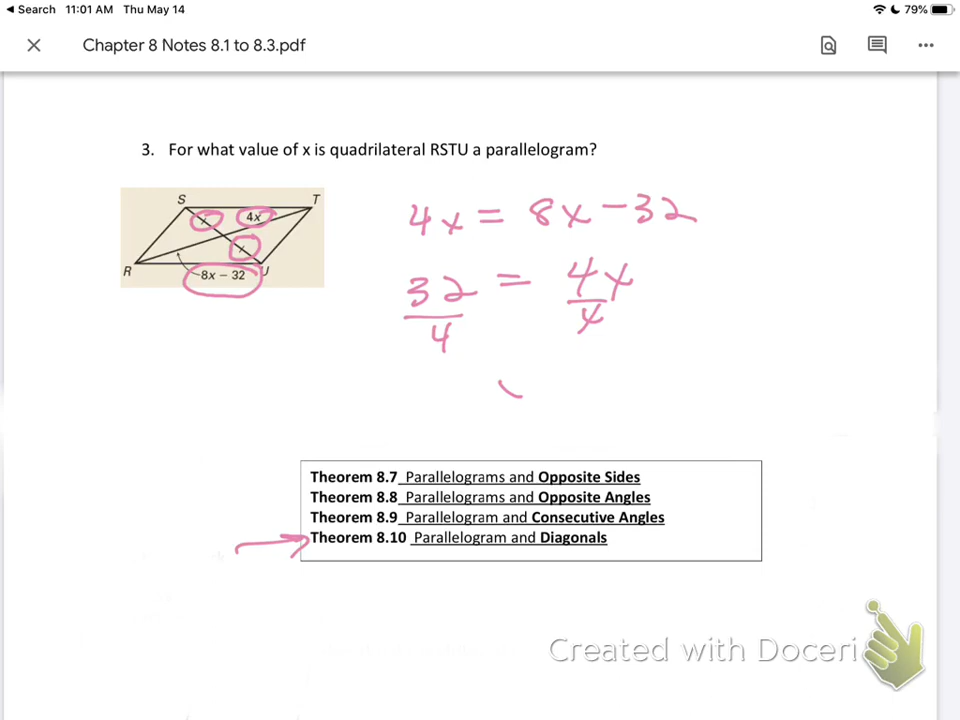 Search 11:01 AM Thu May 14 79%
Chapter 8 Notes 8.1 to 8.3.pdf
3. For what value of x is quadrilateral RSTU a parallelogram?
S T
4x
R U
8x – 32
4x = 8x – 32
32 = 4x
4 4
Theorem 8.7 Parallelograms and Opposite Sides
Theorem 8.8 Parallelograms and Opposite Angles
Theorem 8.9 Parallelogram and Consecutive Angles
Theorem 8.10 Parallelogram and Diagonals
Created with Doceri